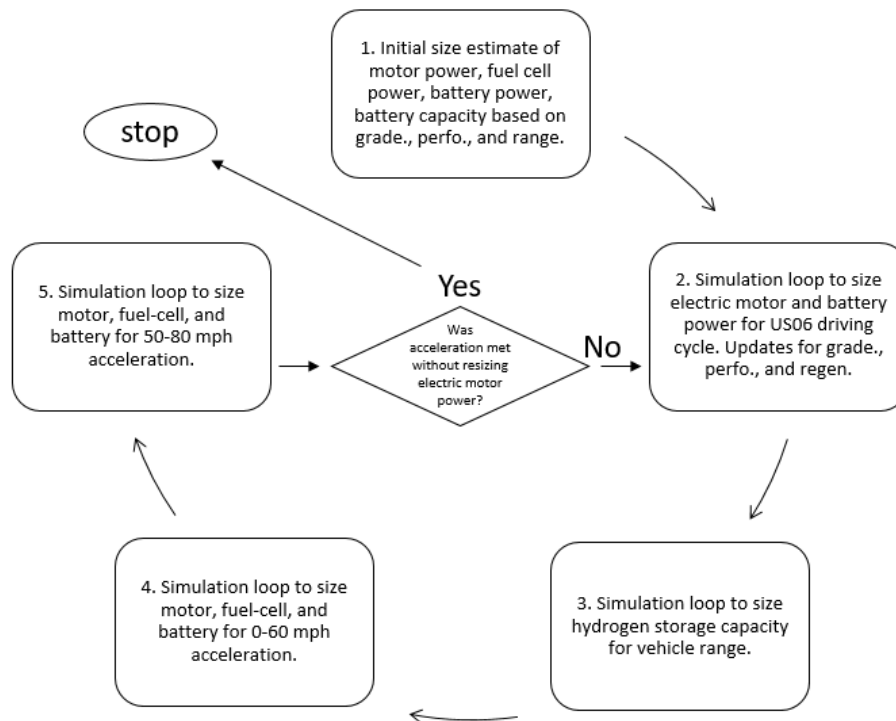 1. Initial size estimate of
motor power, fuel cell
power, battery power,
battery capacity based on
grade., perfo., and range.
stop
2. Simulation loop to size
electric motor and battery
power for US06 driving
cycle. Updates for grade.,
perfo., and regen.
3. Simulation loop to size
hydrogen storage capacity
for vehicle range.
4. Simulation loop to size
motor, fuel-cell, and
battery for 0-60 mph
acceleration.
5. Simulation loop to size
motor, fuel-cell, and
battery for 50-80 mph
acceleration.
Was
acceleration met
without resizing
electric motor
power?
Yes
No